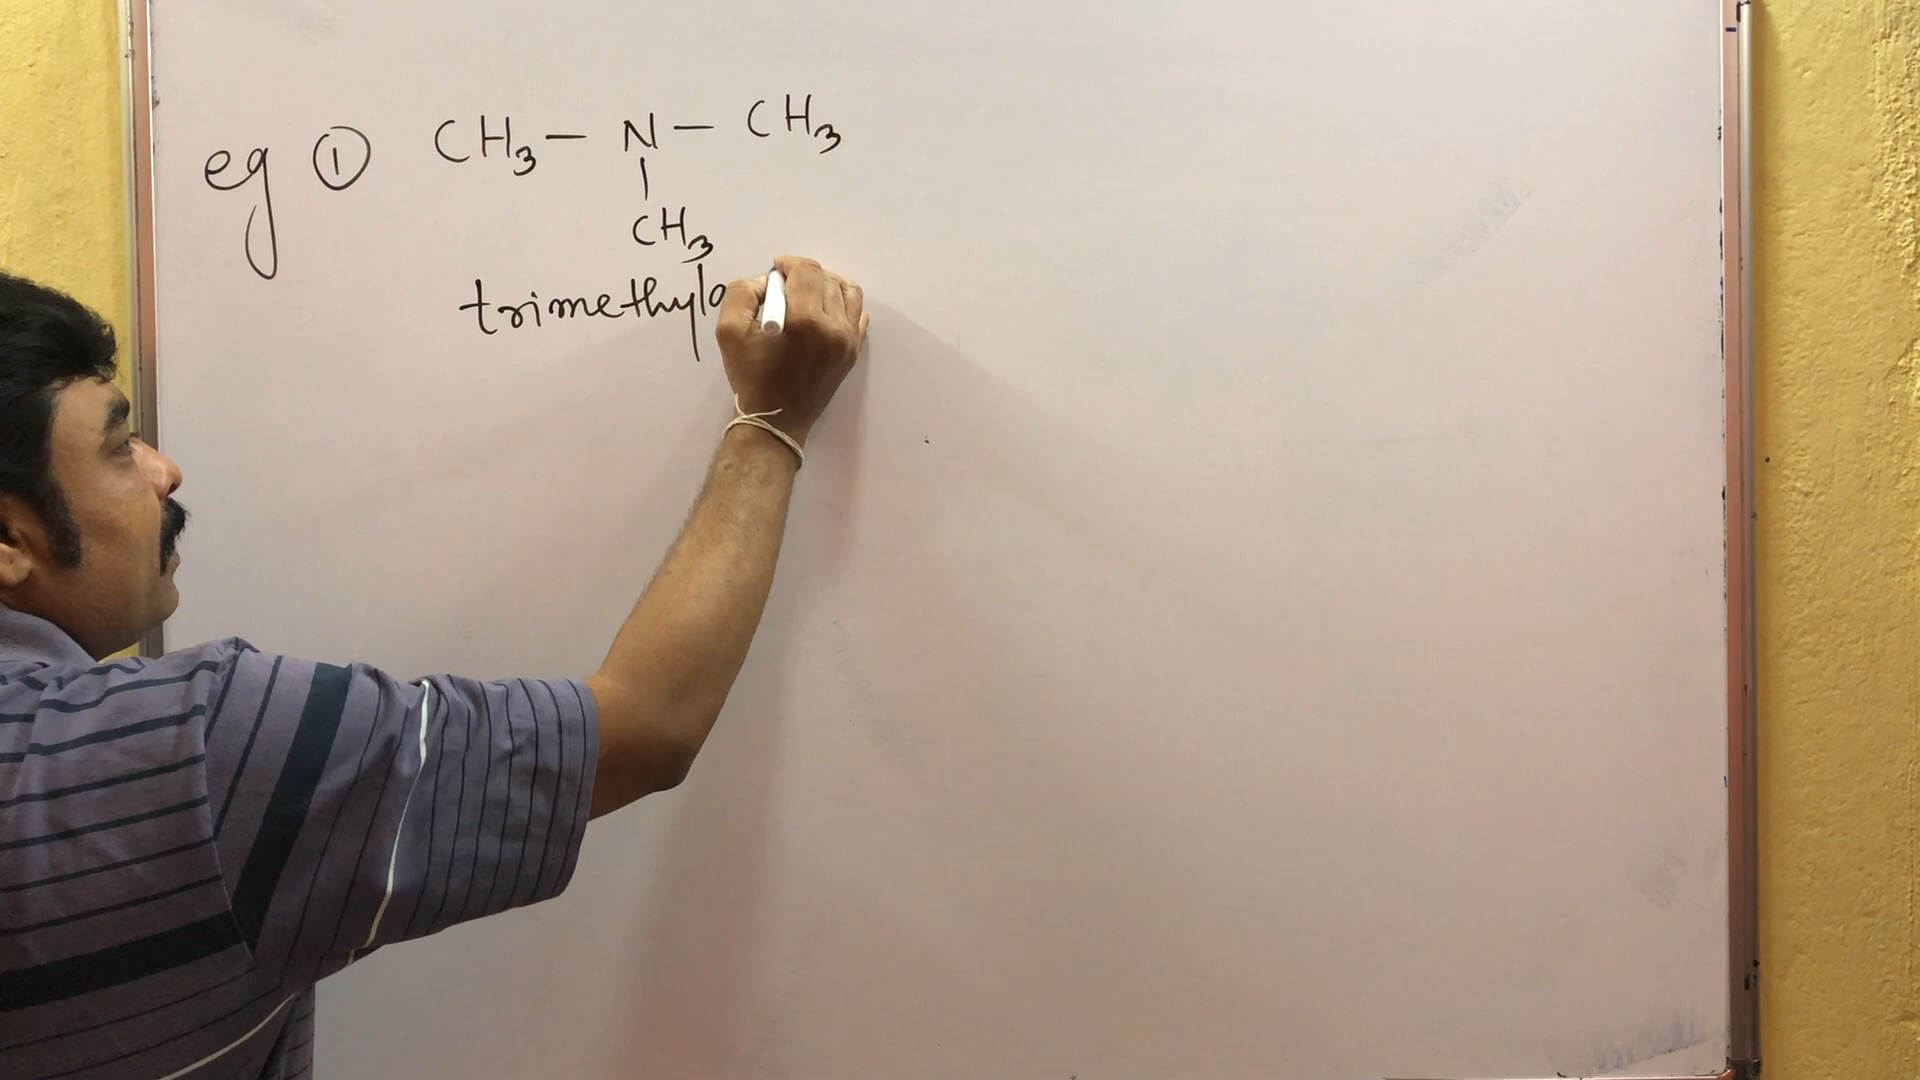 eg ① CH₃ — N — CH₃
|
CH₃
trimethyla